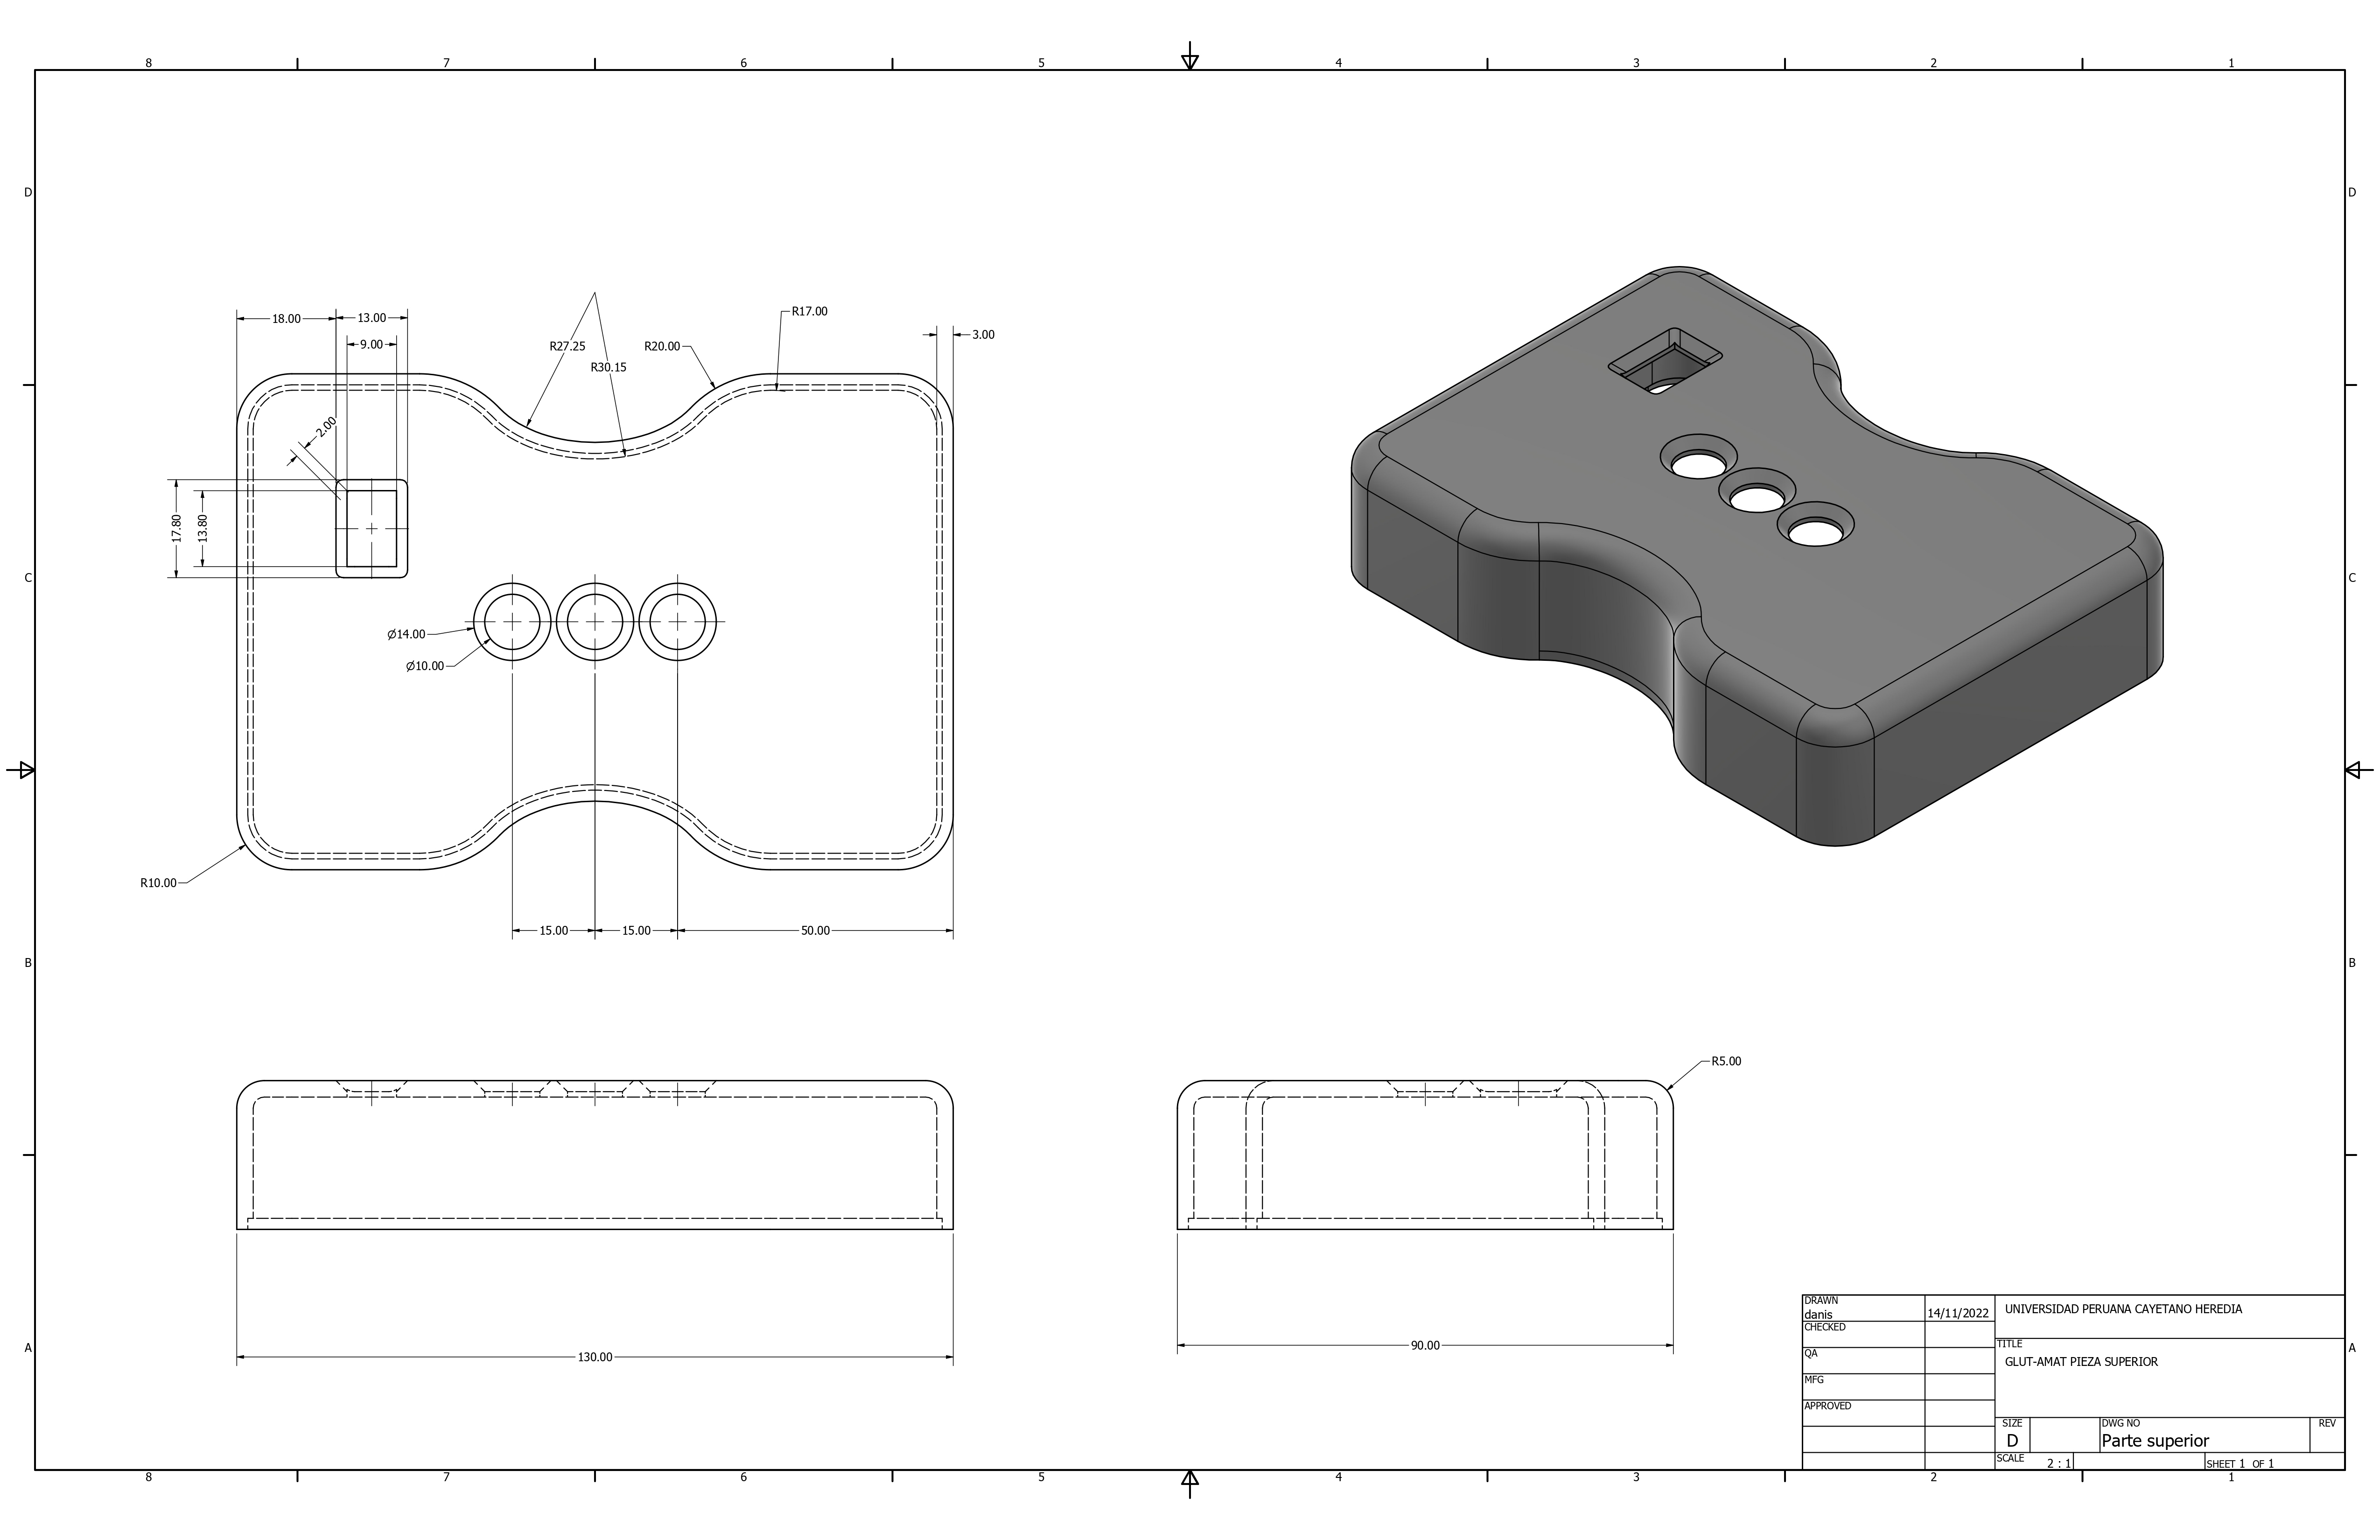 8 7 6 5 4 3 2 1
D D
18.00 13.00
9.00
R27.25
R30.15
R20.00
R17.00
3.00
2.00
17.80 13.80
C C
Ø14.00
Ø10.00
R10.00
15.00 15.00 50.00
B B
R5.00
130.00
90.00
A A
DRAWN
danis 14/11/2022
CHECKED
QA
MFG
APPROVED
UNIVERSIDAD PERUANA CAYETANO HEREDIA
TITLE
GLUT-AMAT PIEZA SUPERIOR
SIZE
D
DWG NO
Parte superior
REV
SCALE 2 : 1
SHEET 1 OF 1
8 7 6 5 4 3 2 1